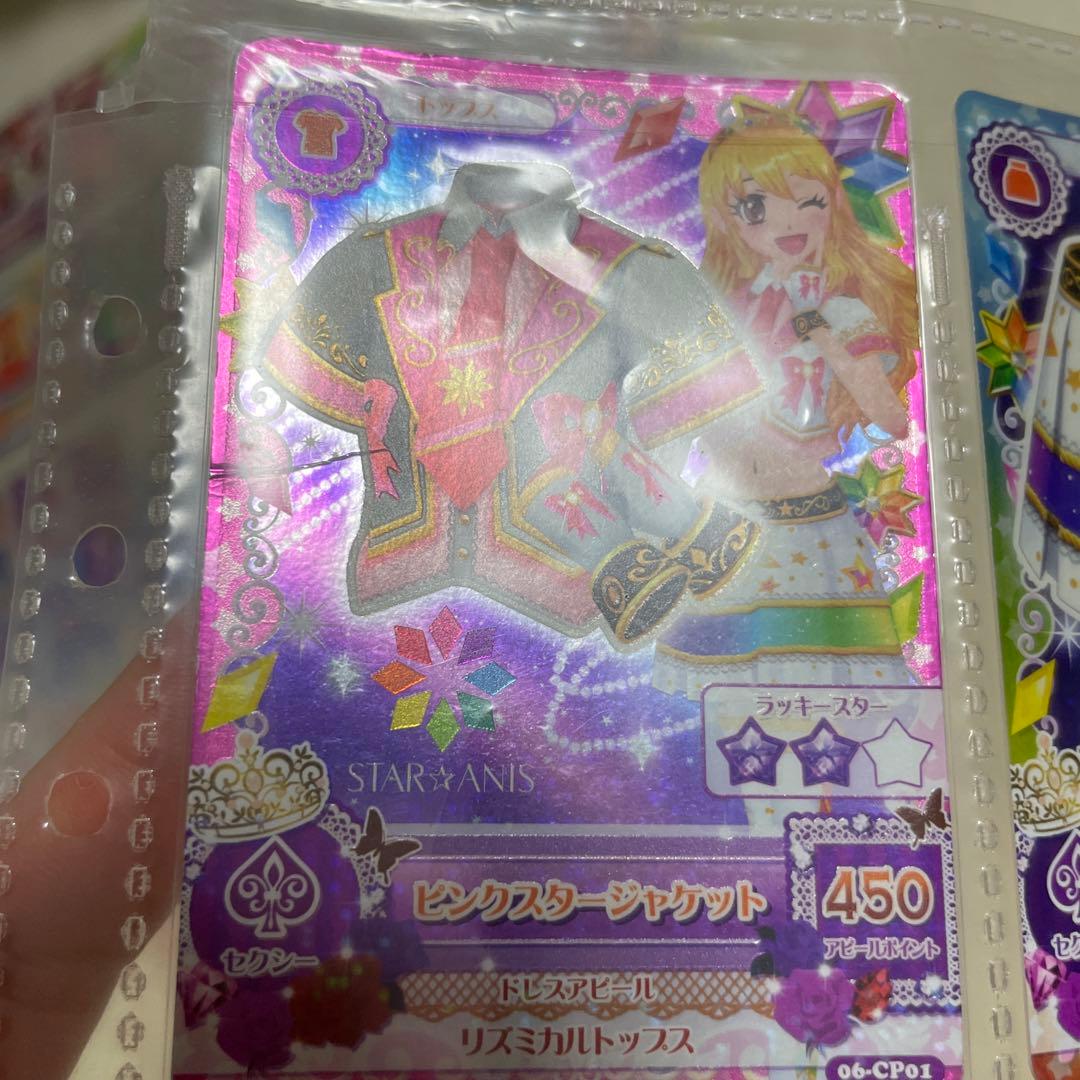 トップス
ラッキースター
STAR☆ANIS
セクシー
ピンクスタージャケット
450
アピールポイント
ドレスアピール
リズミカルトップス
06-CP01
セク